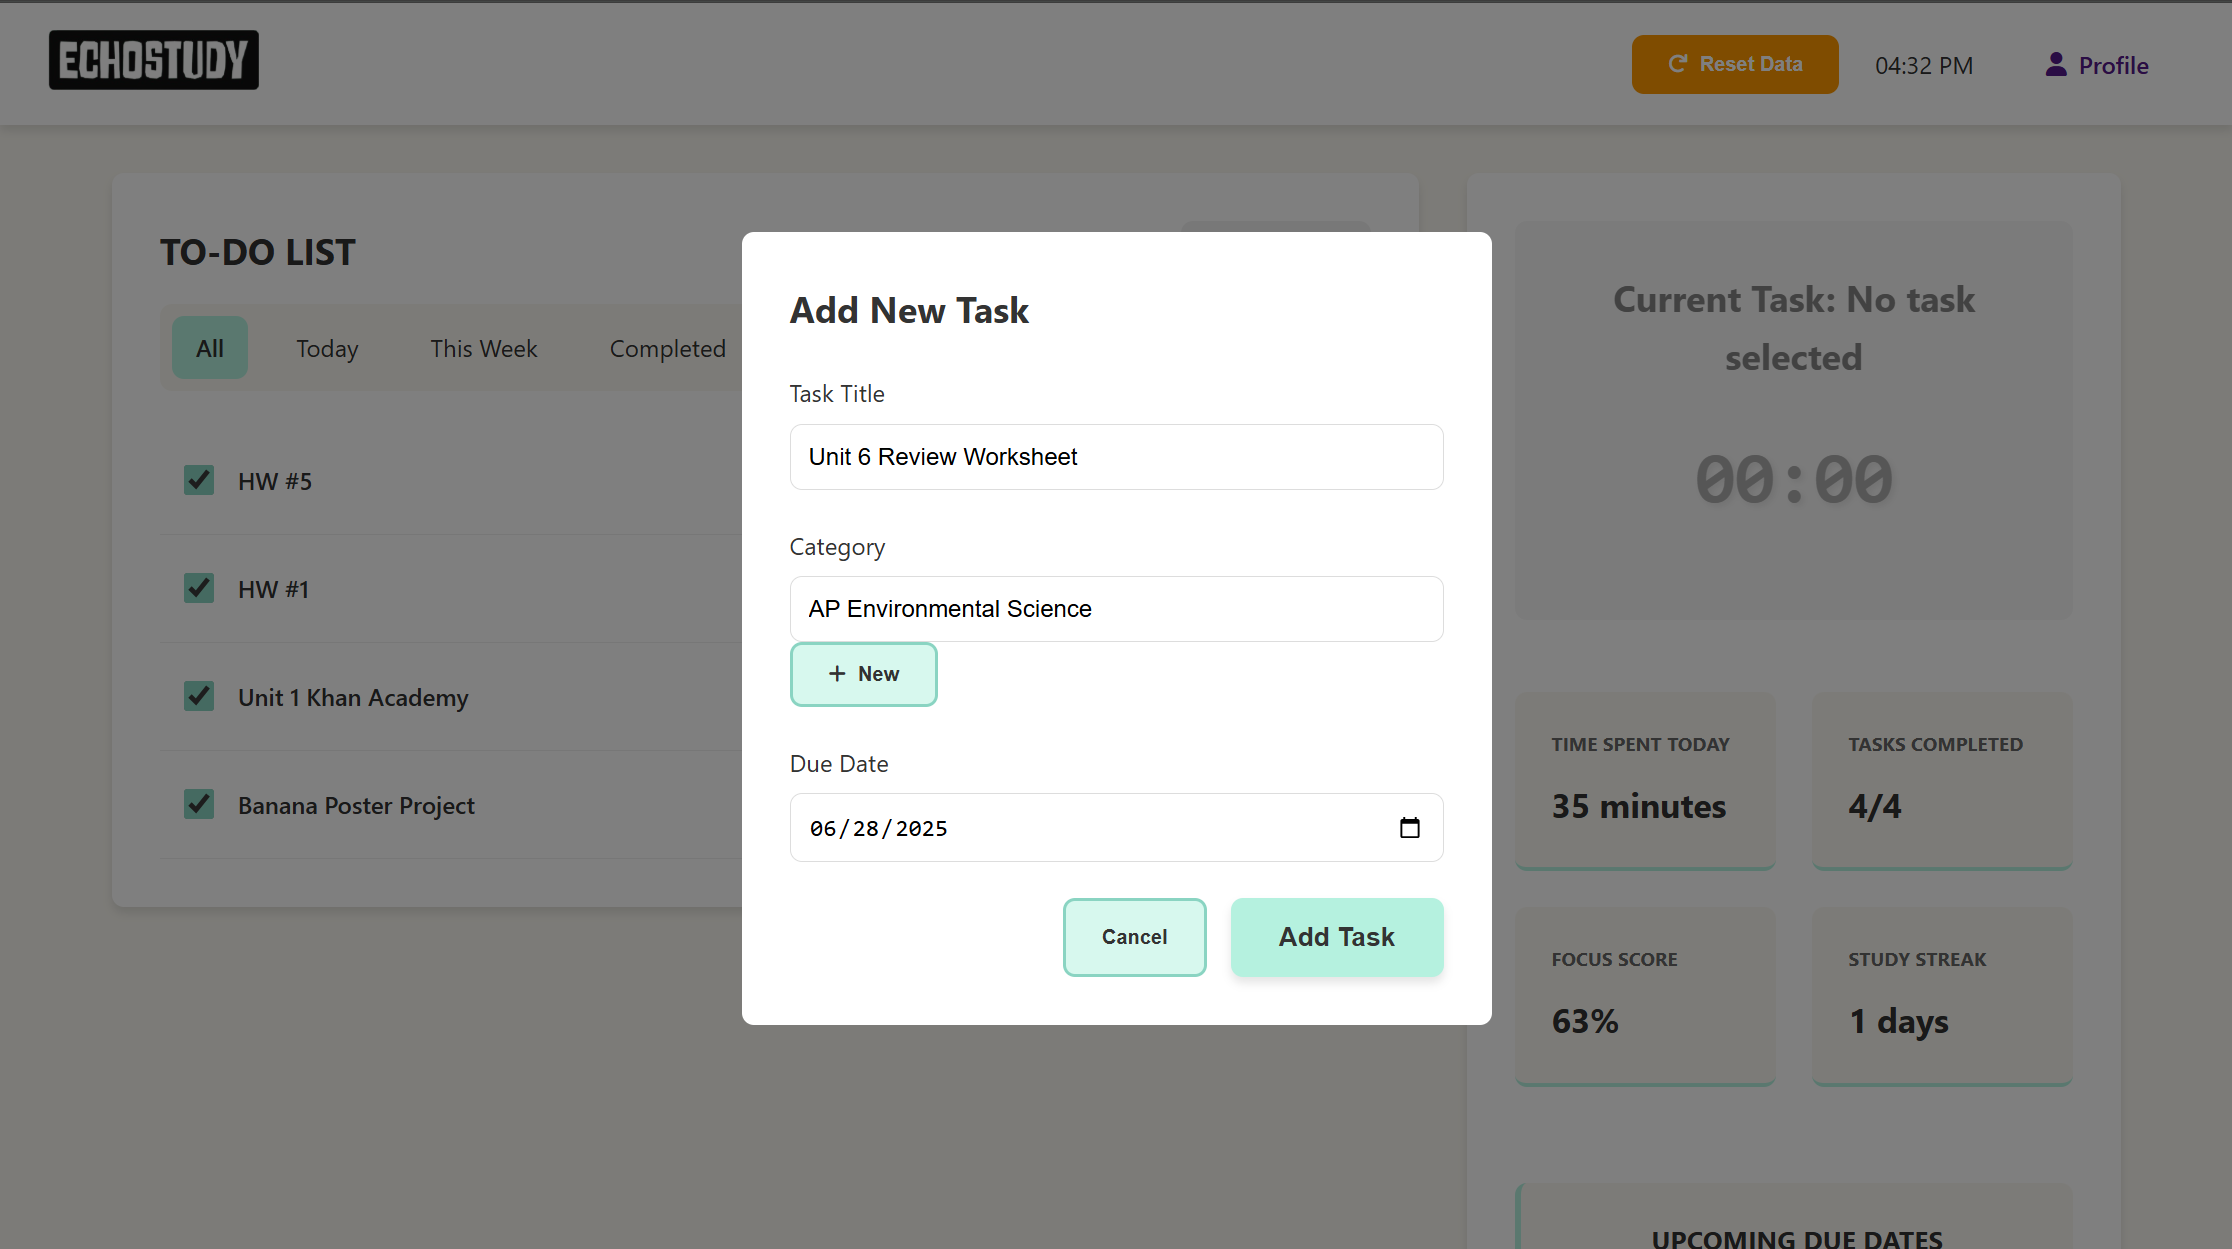 ECHOSTUDY
Reset Data
04:32 PM
Profile
TO-DO LIST
All
Today
This Week
Completed
HW #5
HW #1
Unit 1 Khan Academy
Banana Poster Project
Add New Task
Task Title
Unit 6 Review Worksheet
Category
AP Environmental Science
+ New
Due Date
06/28/2025
Cancel
Add Task
Current Task: No task
selected
00:00
TIME SPENT TODAY
35 minutes
TASKS COMPLETED
4/4
FOCUS SCORE
63%
STUDY STREAK
1 days
UPCOMING DUE DATES